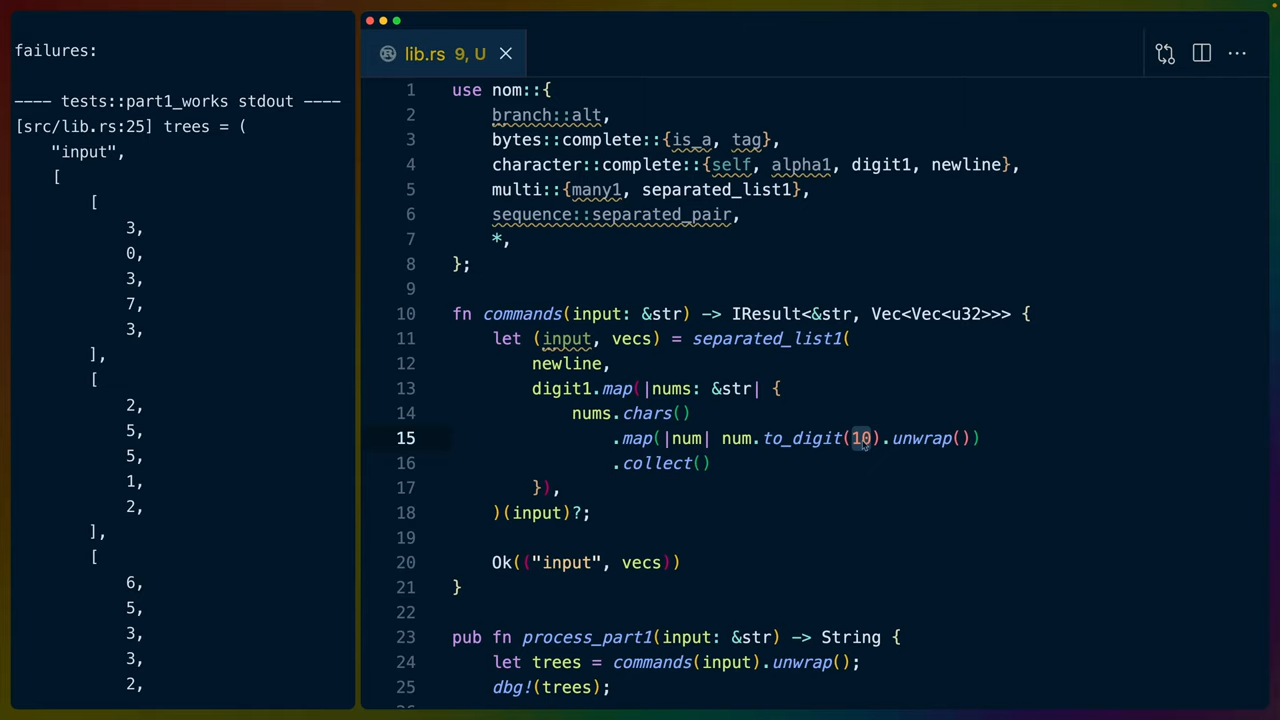 failures:
---- tests::part1_works stdout ----
[src/lib.rs:25] trees = (
"input",
[
[
3,
0,
3,
7,
3,
],
[
2,
5,
5,
1,
2,
],
[
6,
5,
3,
3,
2,
lib.rs 9, U
1 use nom::{
2 branch::alt,
3 bytes::complete::{is_a, tag},
4 character::complete::{self, alpha1, digit1, newline},
5 multi::{many1, separated_list1},
6 sequence::separated_pair,
7 *,
8 };
9
10 fn commands(input: &str) -> IResult<&str, Vec<Vec<u32>>> {
11 let (input, vecs) = separated_list1(
12 newline,
13 digit1.map(|nums: &str| {
14 nums.chars()
15 .map(|num| num.to_digit(10).unwrap())
16 .collect()
17 }),
18 )(input)?;
19
20 Ok(("input", vecs))
21 }
22
23 pub fn process_part1(input: &str) -> String {
24 let trees = commands(input).unwrap();
25 dbg!(trees);